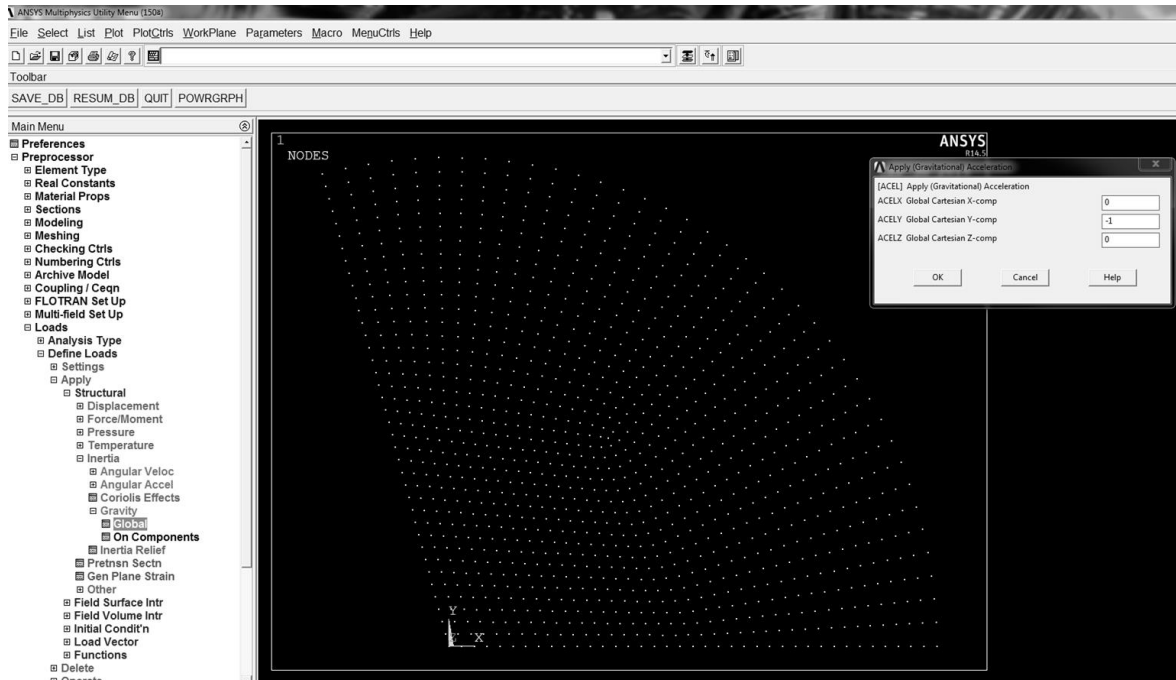 ANSYS Multiphysics Utility Menu (150ⁿ)
File Select List Plot PlotCtrls WorkPlane Parameters Macro MenuCtrls Help
Toolbar
SAVE_DB RESUM_DB QUIT POWRGRPH
Main Menu
Preferences
Preprocessor
Element Type
Real Constants
Material Props
Sections
Modeling
Meshing
Checking Ctrls
Numbering Ctrls
Archive Model
Coupling / Ceqn
FLOTRAN Set Up
Multi-field Set Up
Loads
Analysis Type
Define Loads
Settings
Apply
Structural
Displacement
Force/Moment
Pressure
Temperature
Inertia
Angular Veloc
Angular Accel
Coriolis Effects
Gravity
Global
On Components
Inertia Relief
Pretnsn Sectn
Gen Plane Strain
Other
Field Surface Intr
Field Volume Intr
Initial Condit'n
Load Vector
Functions
Delete
Operate
1
NODES
ANSYS
R14.5
Y
X
Apply (Gravitational) Acceleration
[ACEL] Apply (Gravitational) Acceleration
ACELX Global Cartesian X-comp 0
ACELY Global Cartesian Y-comp -1
ACELZ Global Cartesian Z-comp 0
OK Cancel Help